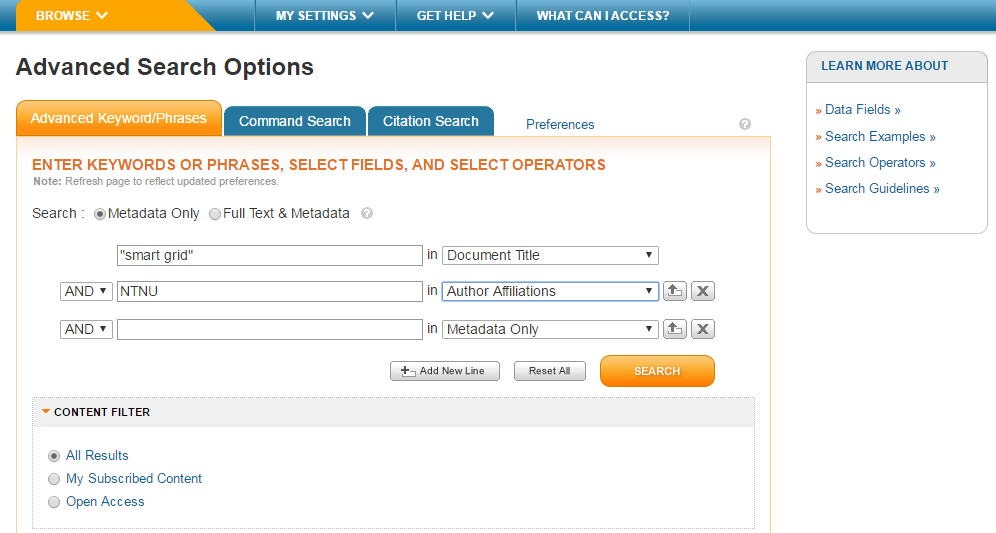 BROWSE MY SETTINGS GET HELP WHAT CAN I ACCESS?
Advanced Search Options
Advanced Keyword/Phrases Command Search Citation Search Preferences ?
ENTER KEYWORDS OR PHRASES, SELECT FIELDS, AND SELECT OPERATORS
Note: Refresh page to reflect updated preferences.
Search : Metadata Only Full Text & Metadata ?
"smart grid" in Document Title
AND NTNU in Author Affiliations X
AND in Metadata Only X
Add New Line Reset All SEARCH
CONTENT FILTER
All Results
My Subscribed Content
Open Access
LEARN MORE ABOUT
» Data Fields »
» Search Examples »
» Search Operators »
» Search Guidelines »